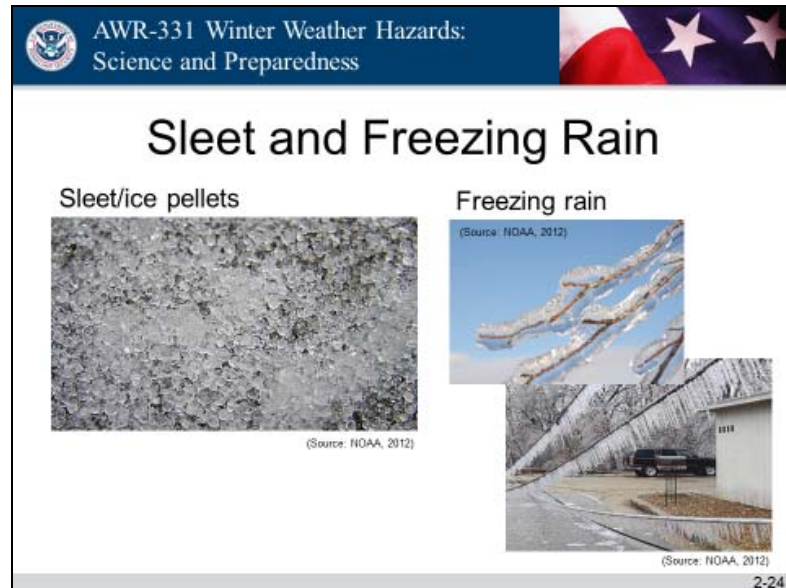 AWR-331 Winter Weather Hazards:
Science and Preparedness
Sleet and Freezing Rain
Sleet/ice pellets
(Source: NOAA, 2012)
Freezing rain
(Source: NOAA, 2012)
(Source: NOAA, 2012)
2-24